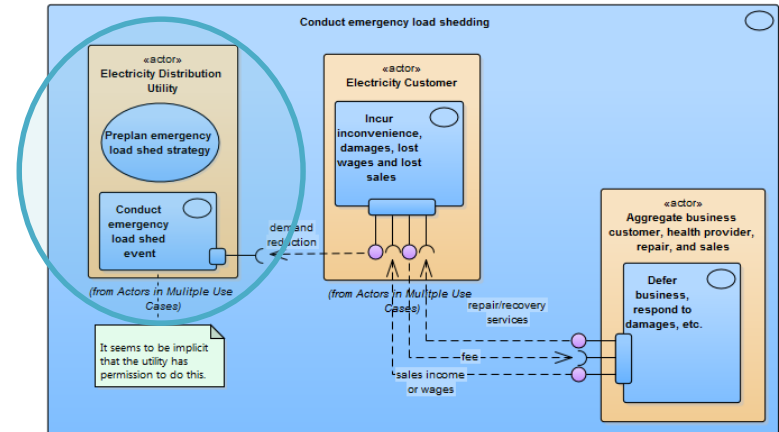 Conduct emergency load shedding
«actor»
Electricity Distribution
Utility
Preplan emergency
load shed strategy
Conduct
emergency
load shed
event
(from Actors in Mulitple Use
Cases)
It seems to be implicit
that the utility has
permission to do this.
demand
reduction
«actor»
Electricity Customer
Incur
inconvenience,
damages, lost
wages and lost
sales
(from Actors in Mulitple Use
Cases)
repair/recovery
services
fee
sales income
or wages
«actor»
Aggregate business
customer, health provider,
repair, and sales
Defer
business,
respond to
damages, etc.